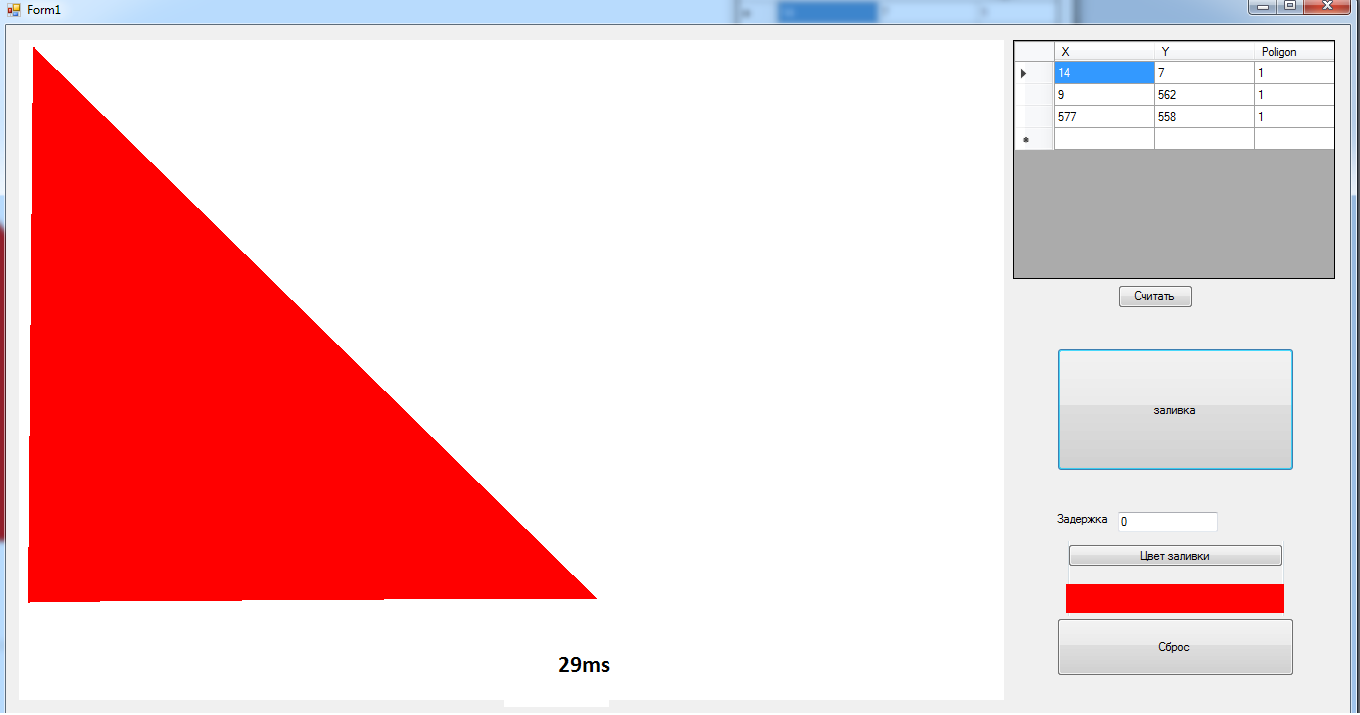 Form1
X Y Poligon
14 7 1
9 562 1
577 558 1
Считать
заливка
Задержка 0
Цвет заливки
Сброс
29ms